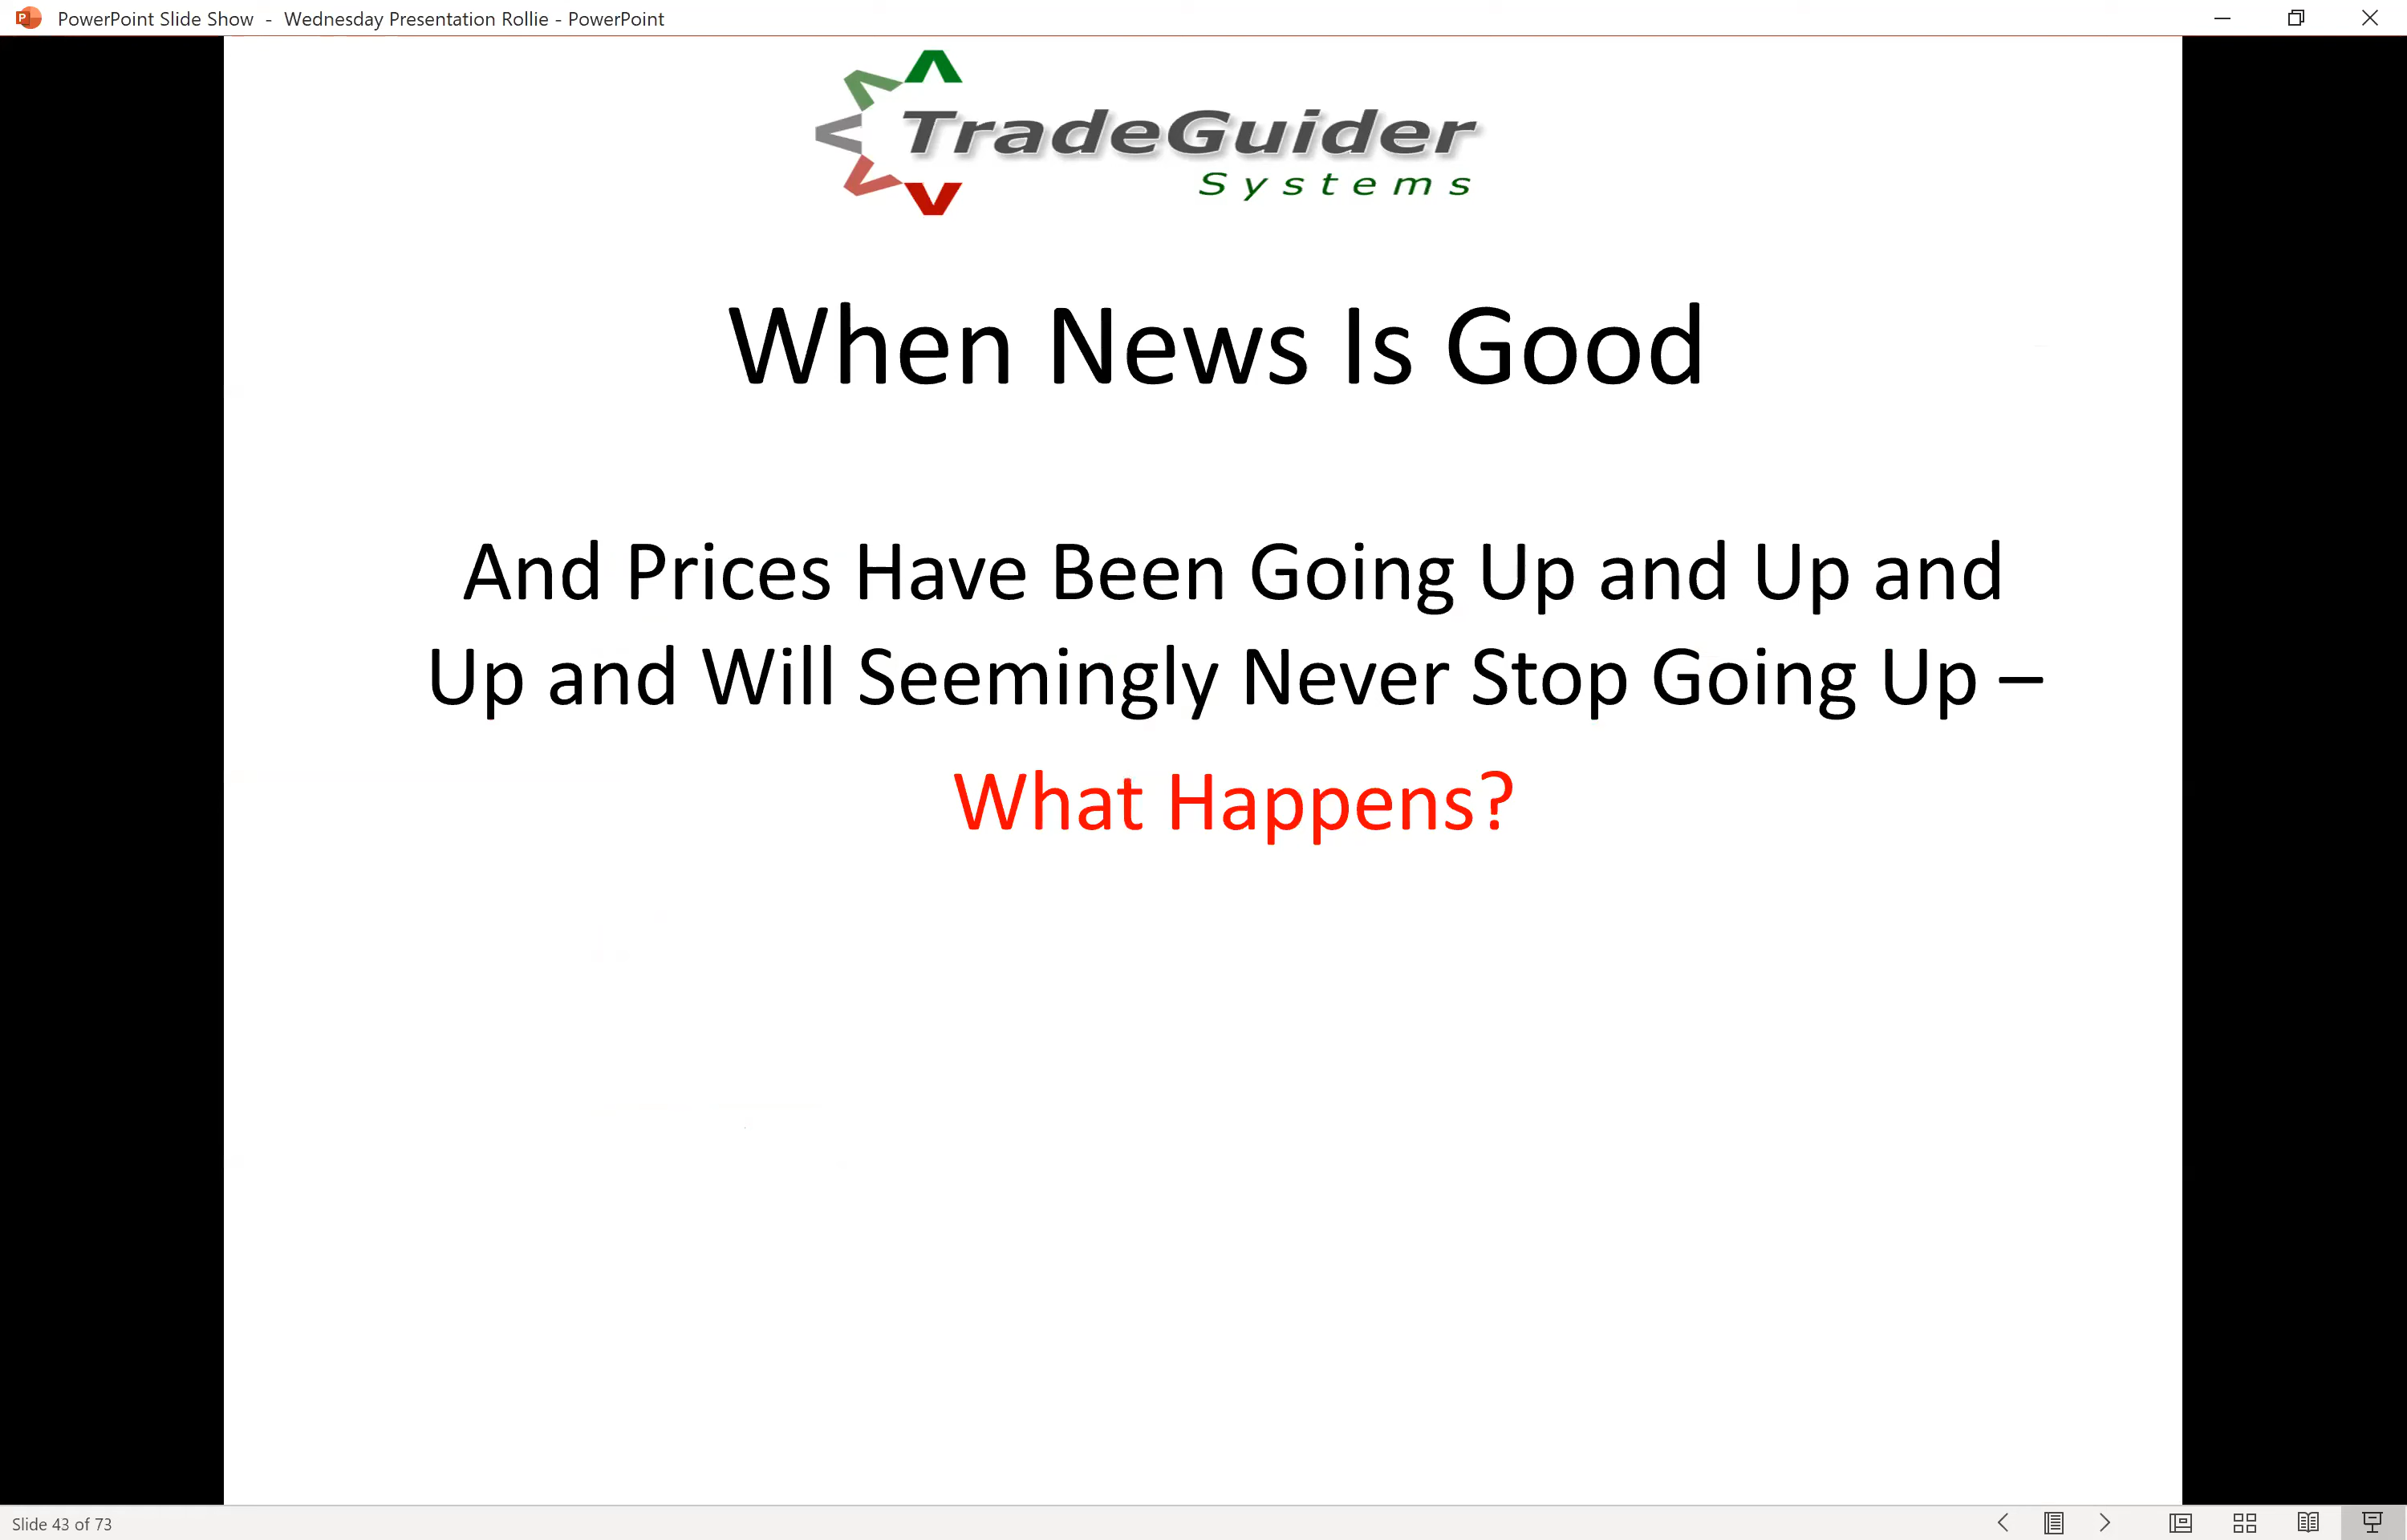 PowerPoint Slide Show - Wednesday Presentation Rollie - PowerPoint
TradeGuider
Systems
When News Is Good
And Prices Have Been Going Up and Up and
Up and Will Seemingly Never Stop Going Up –
What Happens?
Slide 43 of 73